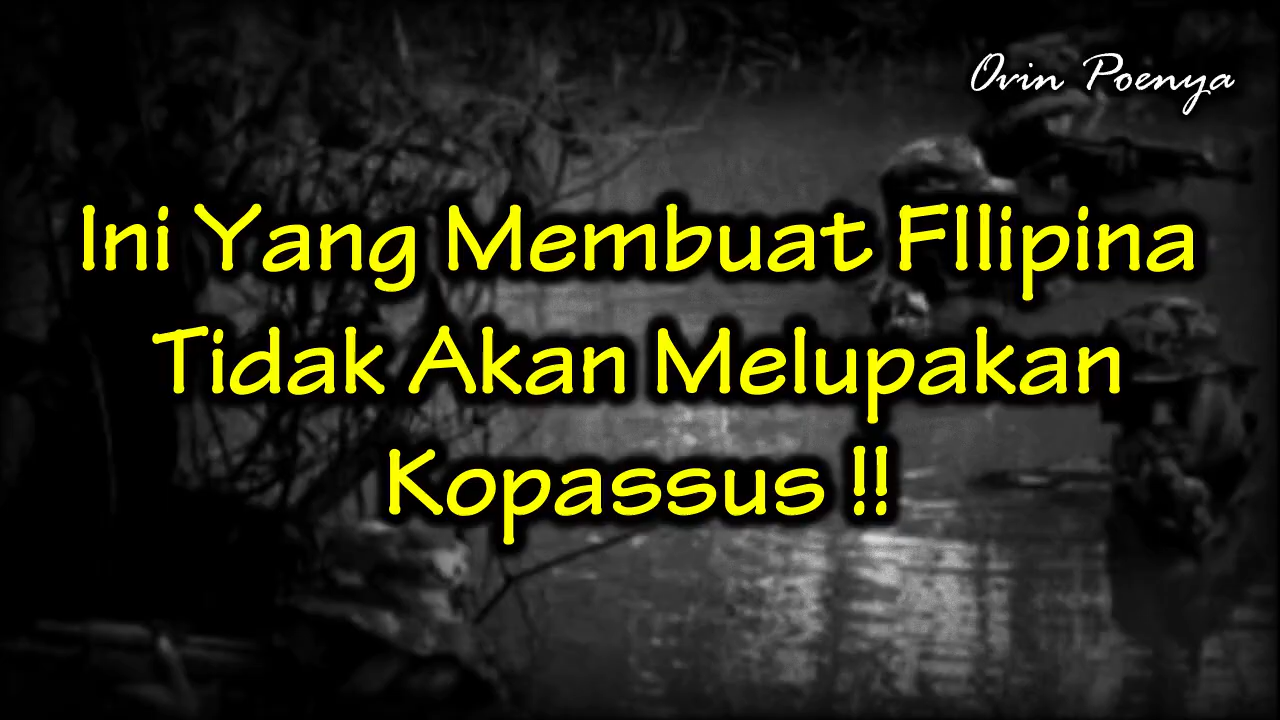 Ovin Poenya
Ini Yang Membuat FIlipina
Tidak Akan Melupakan
Kopassus !!